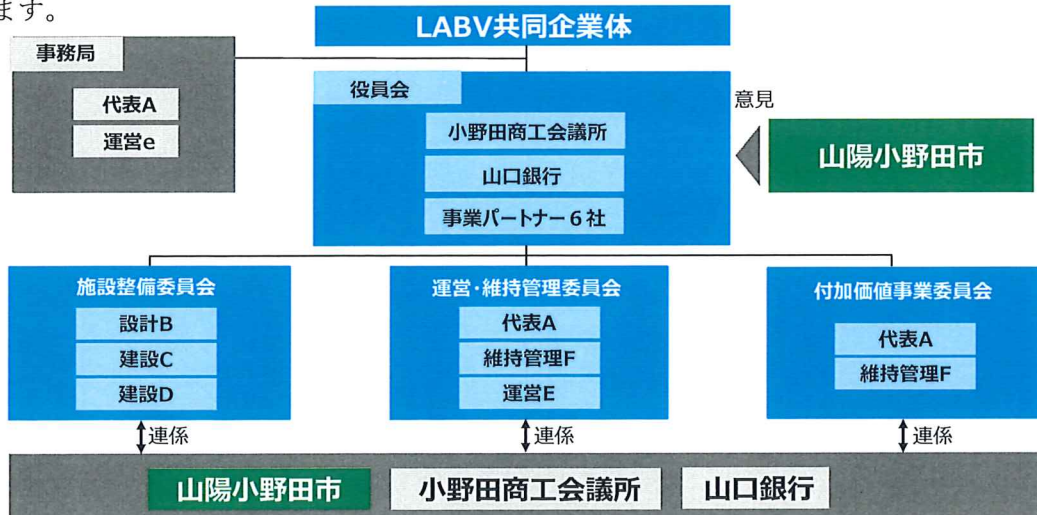 ます。
LABV共同企業体
事務局
代表A
運営e
役員会
小野田商工会議所
山口銀行
事業パートナー6社
意見
山陽小野田市
施設整備委員会
設計B
建設C
建設D
運営・維持管理委員会
代表A
維持管理F
運営E
付加価値事業委員会
代表A
維持管理F
連係
連係
連係
山陽小野田市
小野田商工会議所
山口銀行